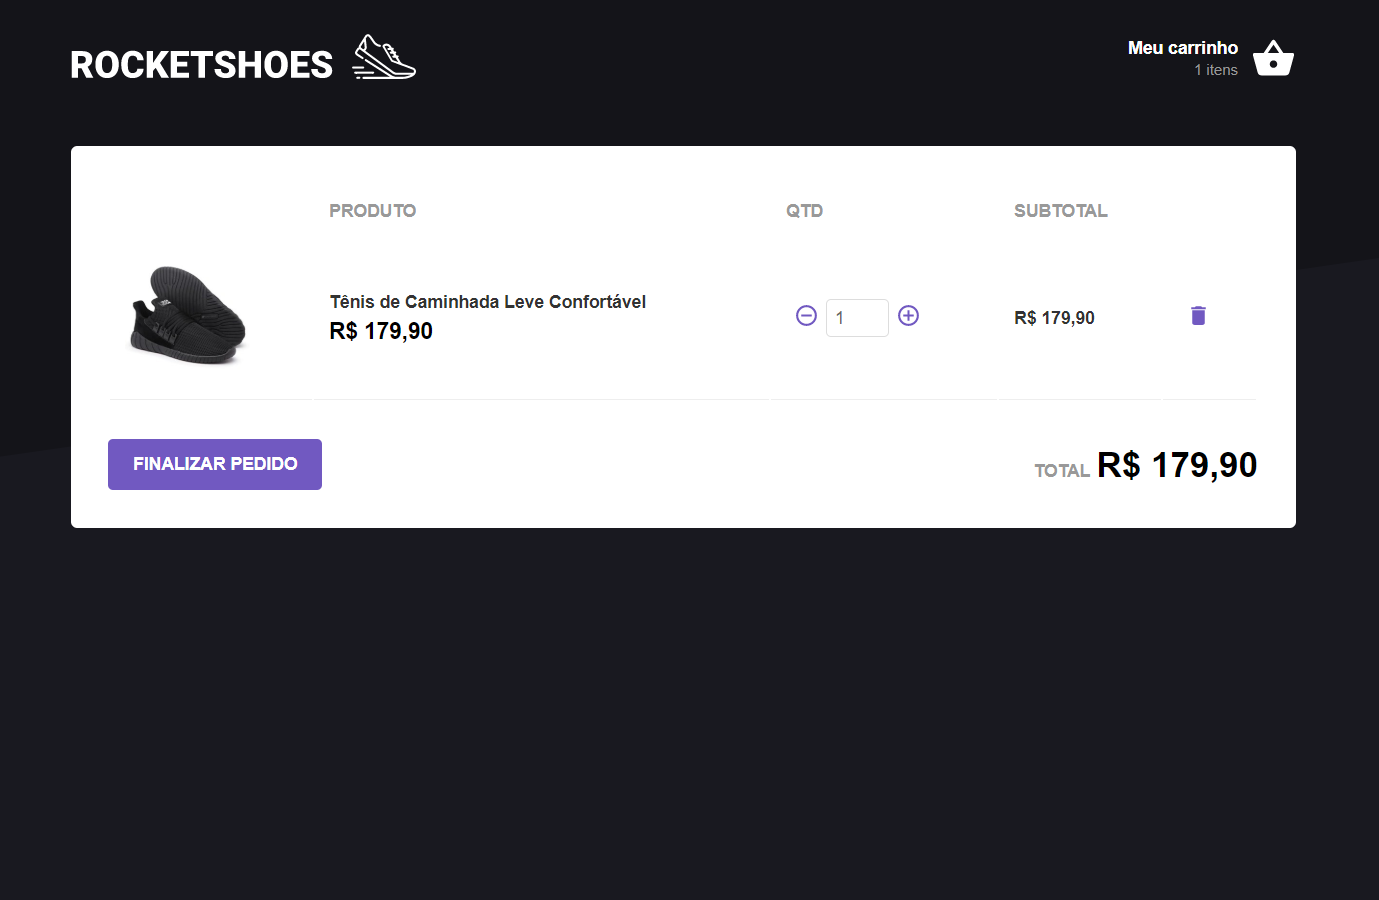 ROCKETSHOES
Meu carrinho
1 itens
PRODUTO QTD SUBTOTAL
Tênis de Caminhada Leve Confortável
R$ 179,90
1
R$ 179,90
FINALIZAR PEDIDO
TOTAL R$ 179,90